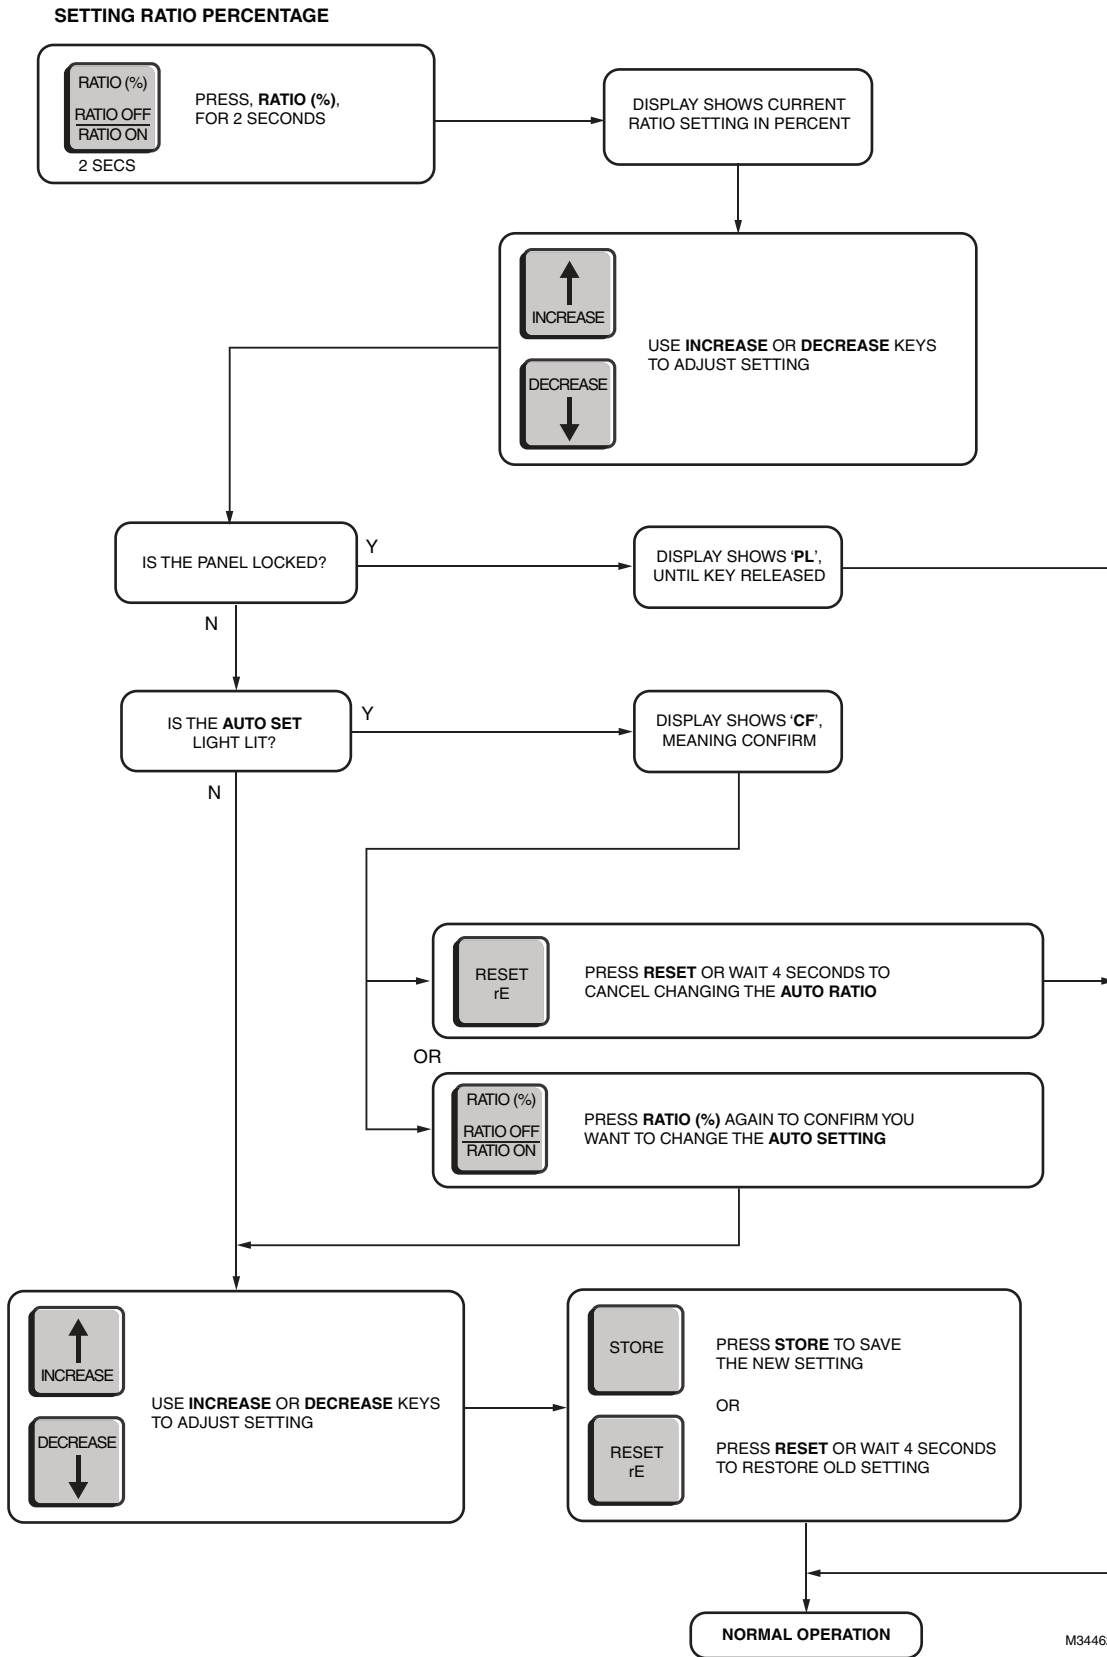 SETTING RATIO PERCENTAGE
RATIO (%)
RATIO OFF
RATIO ON
2 SECS
PRESS, RATIO (%),
FOR 2 SECONDS
DISPLAY SHOWS CURRENT
RATIO SETTING IN PERCENT
INCREASE
DECREASE
USE INCREASE OR DECREASE KEYS
TO ADJUST SETTING
IS THE PANEL LOCKED?
Y
DISPLAY SHOWS ‘PL’,
UNTIL KEY RELEASED
N
IS THE AUTO SET
LIGHT LIT?
Y
DISPLAY SHOWS ‘CF’,
MEANING CONFIRM
N
RESET
rE
PRESS RESET OR WAIT 4 SECONDS TO
CANCEL CHANGING THE AUTO RATIO
OR
RATIO (%)
RATIO OFF
RATIO ON
PRESS RATIO (%) AGAIN TO CONFIRM YOU
WANT TO CHANGE THE AUTO SETTING
INCREASE
DECREASE
USE INCREASE OR DECREASE KEYS
TO ADJUST SETTING
STORE
PRESS STORE TO SAVE
THE NEW SETTING
OR
RESET
rE
PRESS RESET OR WAIT 4 SECONDS
TO RESTORE OLD SETTING
NORMAL OPERATION